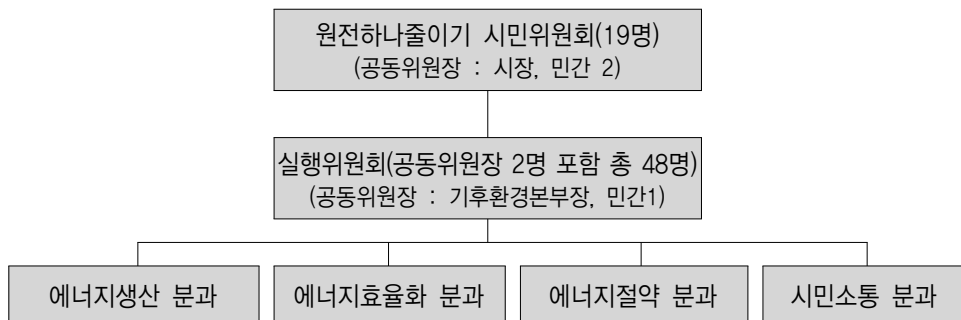 원전하나줄이기 시민위원회(19명)
(공동위원장 : 시장, 민간 2)
실행위원회(공동위원장 2명 포함 총 48명)
(공동위원장 : 기후환경본부장, 민간1)
에너지생산 분과
에너지효율화 분과
에너지절약 분과
시민소통 분과